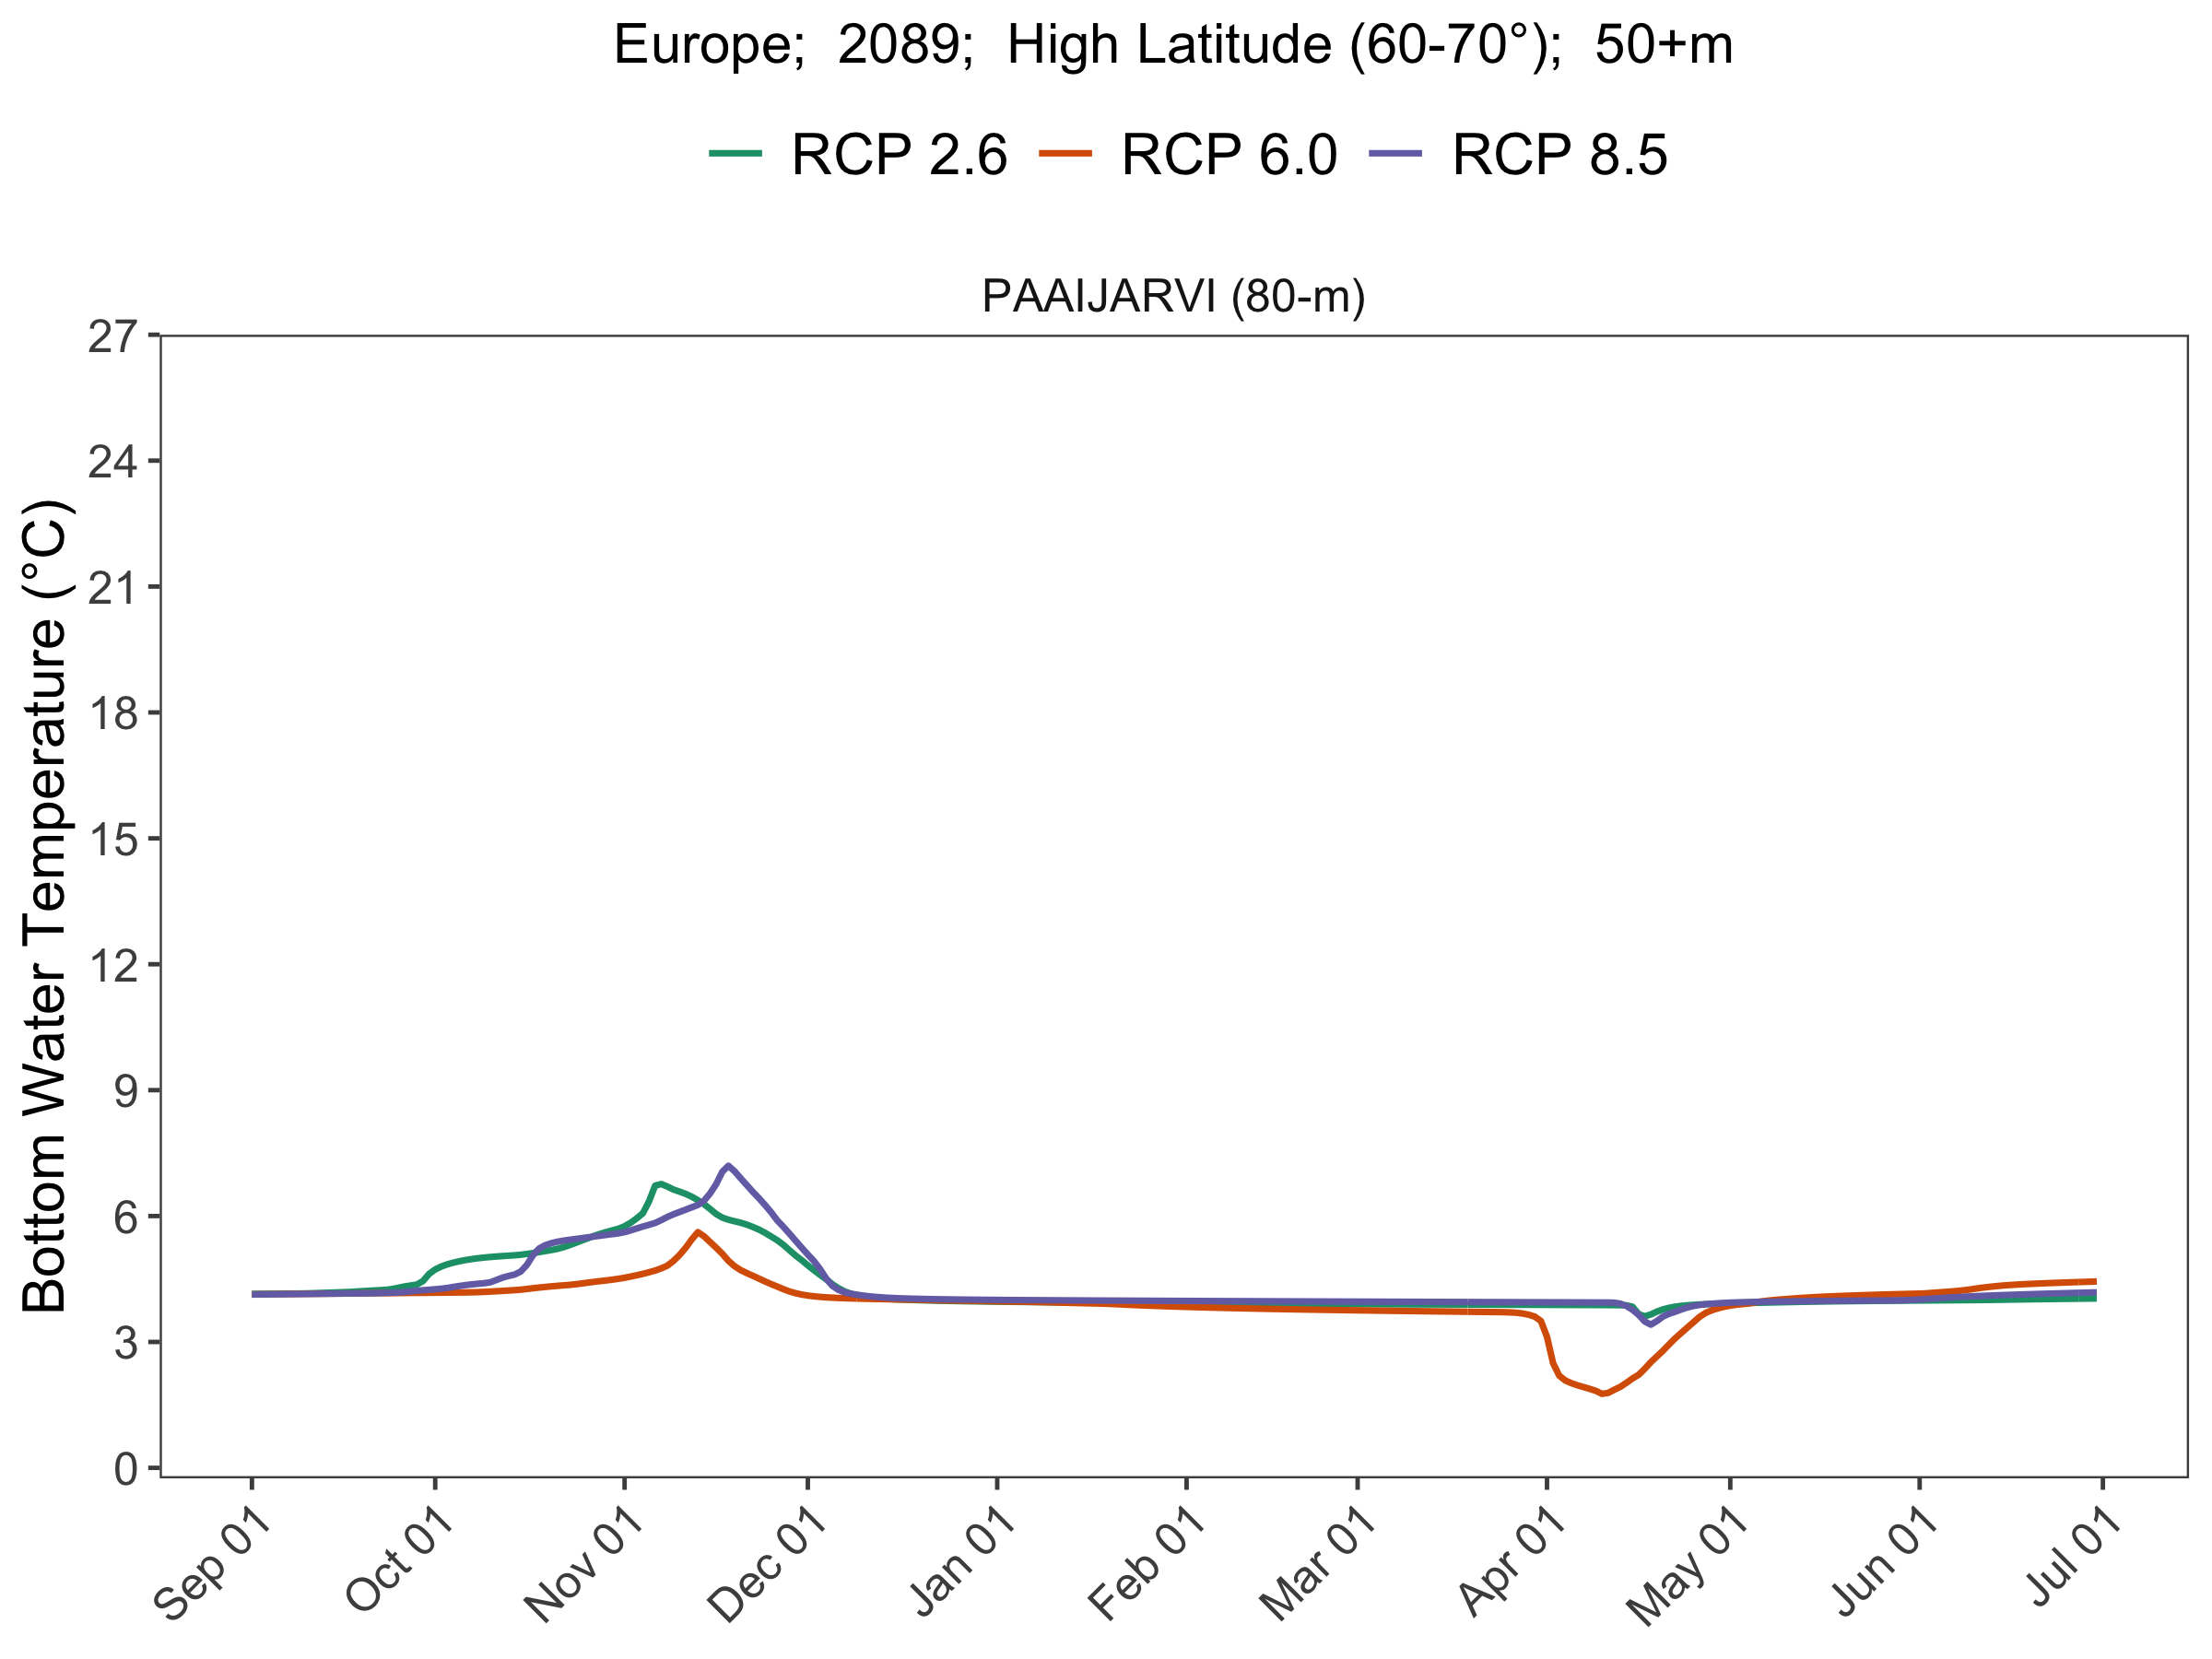 Europe;  2089;  High Latitude (60-70°);  50+m
RCP 2.6 RCP 6.0 RCP 8.5
PAAIJARVI (80-m)
Bottom Water Temperature (°C)
27
24
21
18
15
12
9
6
3
0
Sep 01 Oct 01 Nov 01 Dec 01 Jan 01 Feb 01 Mar 01 Apr 01 May 01 Jun 01 Jul 01